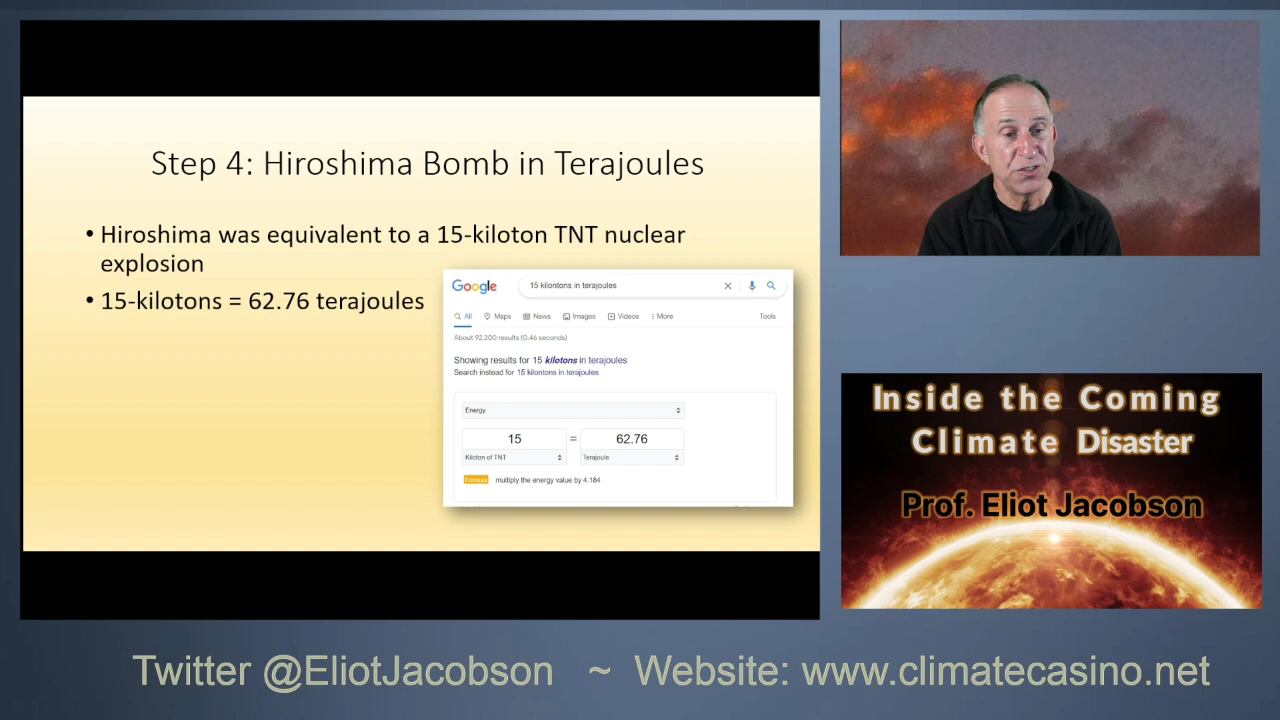 Step 4: Hiroshima Bomb in Terajoules
• Hiroshima was equivalent to a 15-kiloton TNT nuclear
explosion
• 15-kilotons = 62.76 terajoules
Google
15 kilontons in terajoules
All Maps News Images Videos More Tools
About 92,200 results (0.46 seconds)
Showing results for 15 kilotons in terajoules
Search instead for 15 kilontons in terajoules
Energy
15 = 62.76
Kiloton of TNT Terajoule
Formula multiply the energy value by 4.184
Inside the Coming
Climate Disaster
Prof. Eliot Jacobson
Twitter @EliotJacobson ~ Website: www.climatecasino.net